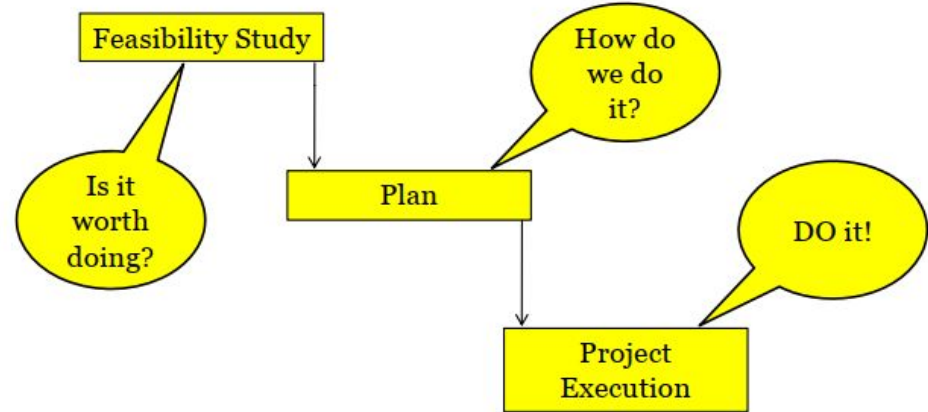 Feasibility Study
How do
we do
it?
Is it
worth
doing?
Plan
DO it!
Project
Execution